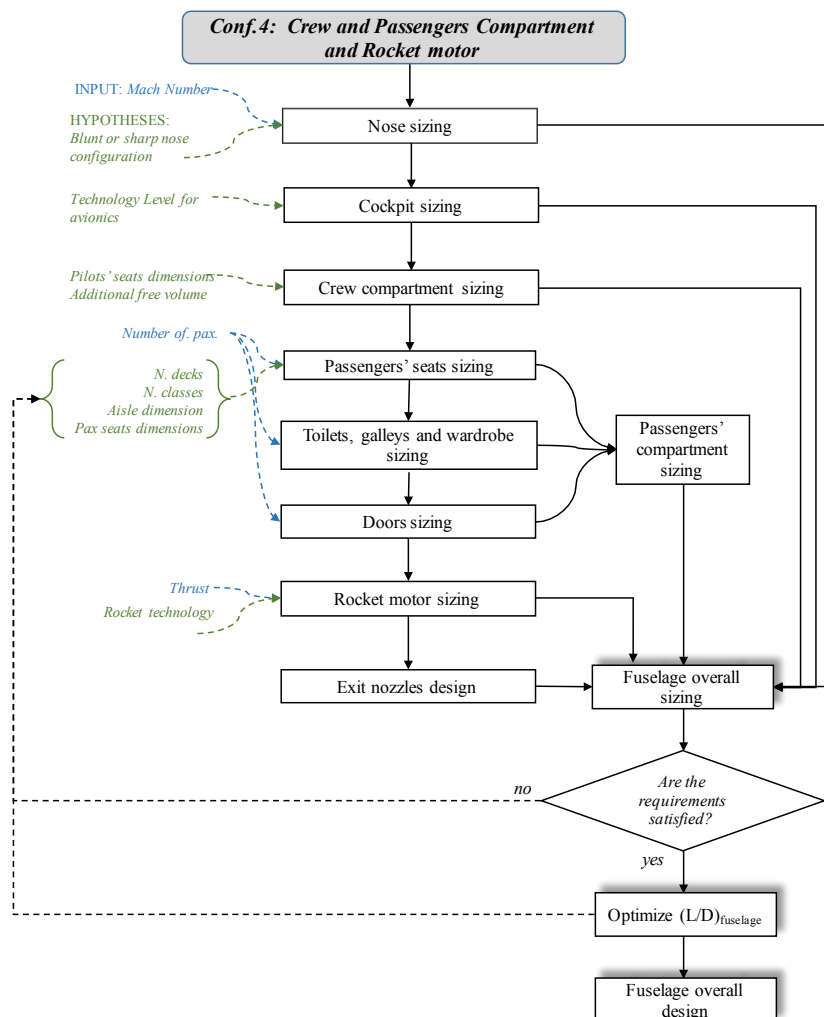 Conf.4: Crew and Passengers Compartment
and Rocket motor
INPUT: Mach Number
HYPOTHESES:
Blunt or sharp nose
configuration
Nose sizing
Technology Level for
avionics
Cockpit sizing
Pilots' seats dimensions
Additional free volume
Crew compartment sizing
Number of. pax.
N. decks
N. classes
Aisle dimension
Pax seats dimensions
Passengers' seats sizing
Toilets, galleys and wardrobe
sizing
Passengers'
compartment
sizing
Doors sizing
Thrust
Rocket technology
Rocket motor sizing
Exit nozzles design
Fuselage overall
sizing
no
Are the
requirements
satisfied?
yes
Optimize (L/D)fuselage
Fuselage overall
design